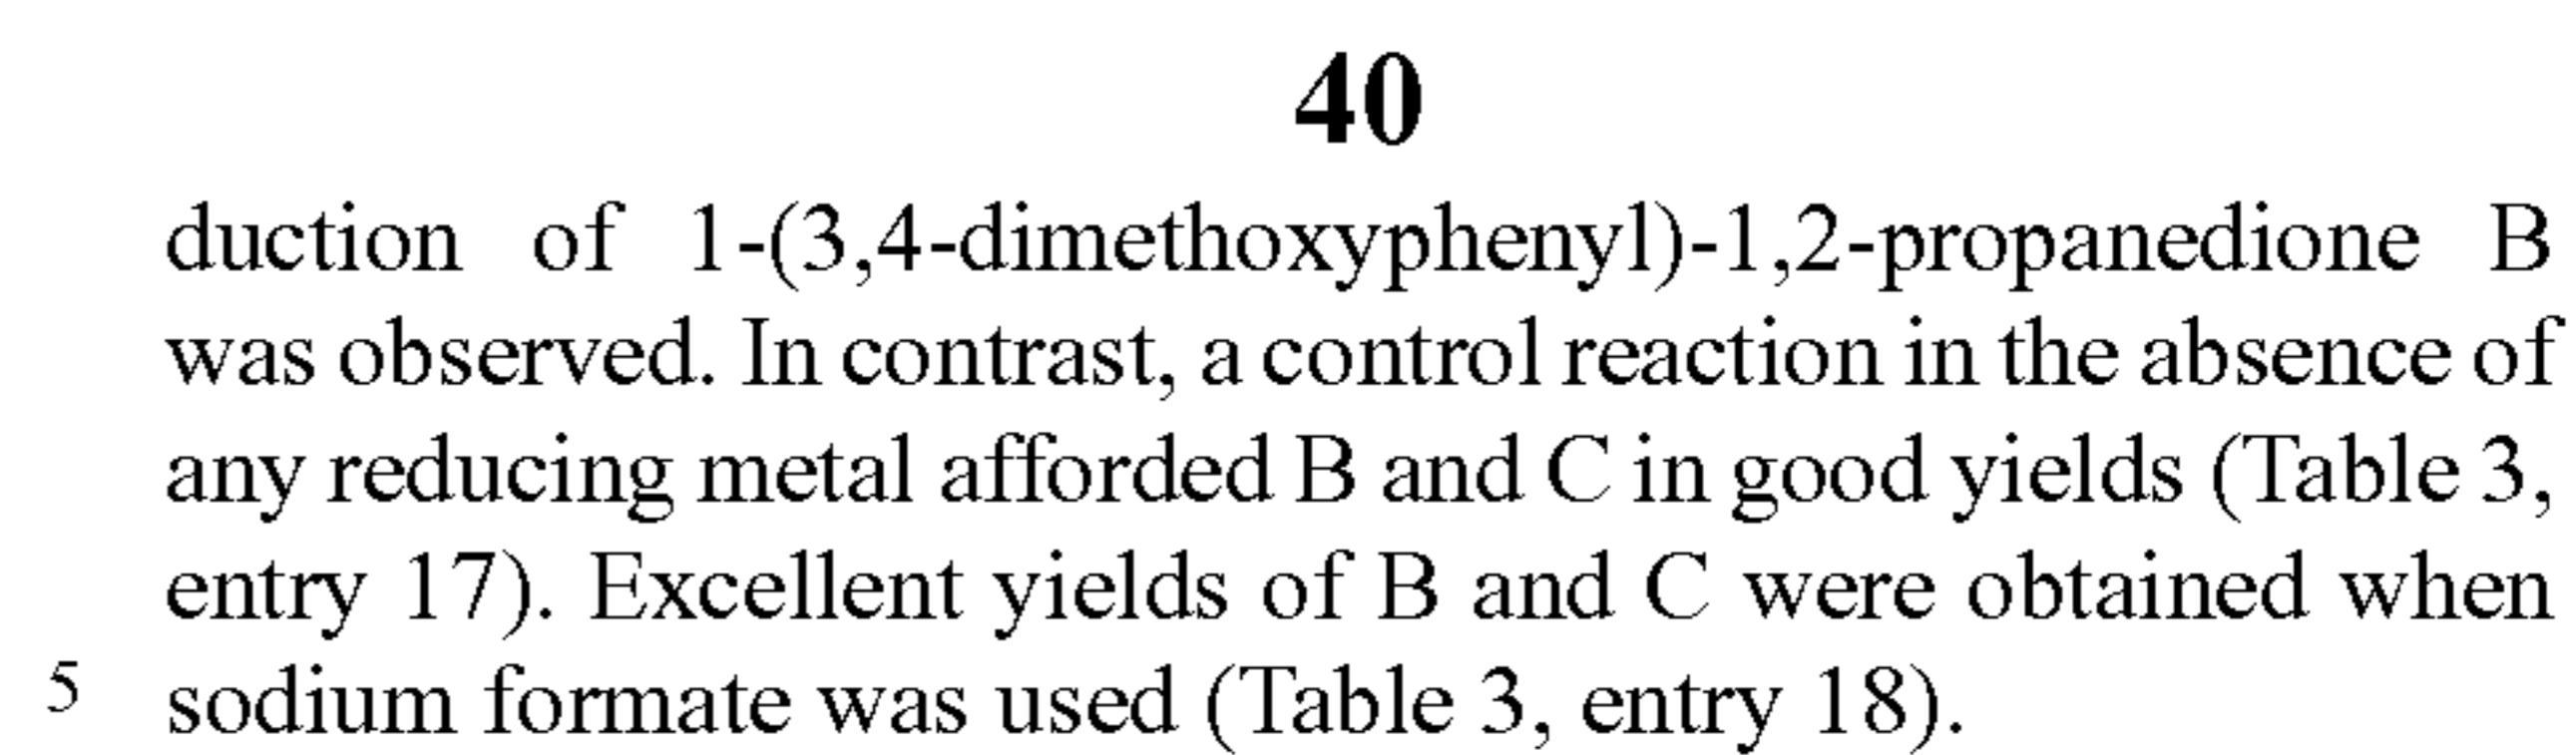 40
duction of 1-(3,4-dimethoxyphenyl)-1,2-propanedione B
was observed. In contrast, a control reaction in the absence of
any reducing metal afforded B and C in good yields (Table 3,
entry 17). Excellent yields of B and C were obtained when
5 sodium formate was used (Table 3, entry 18).